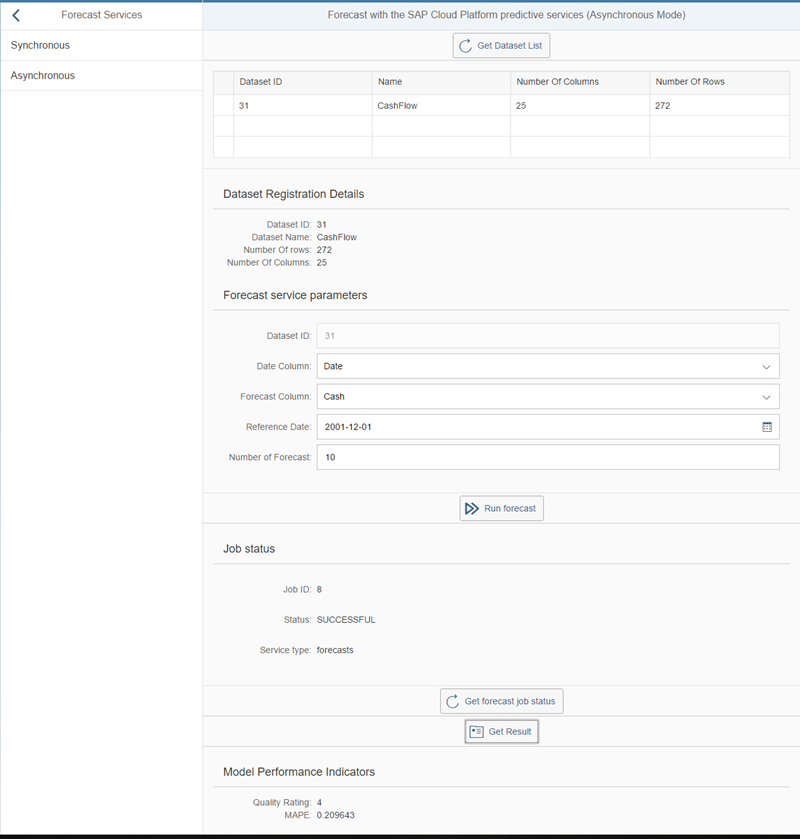 Forecast Services
Forecast with the SAP Cloud Platform predictive services (Asynchronous Mode)
Synchronous
Asynchronous
Get Dataset List
Dataset ID Name Number Of Columns Number Of Rows
31 CashFlow 25 272
Dataset Registration Details
Dataset ID: 31
Dataset Name: CashFlow
Number Of rows: 272
Number Of Columns: 25
Forecast service parameters
Dataset ID: 31
Date Column: Date
Forecast Column: Cash
Reference Date: 2001-12-01
Number of Forecast: 10
Run forecast
Job status
Job ID: 8
Status: SUCCESSFUL
Service type: forecasts
Get forecast job status
Get Result
Model Performance Indicators
Quality Rating: 4
MAPE: 0.209643